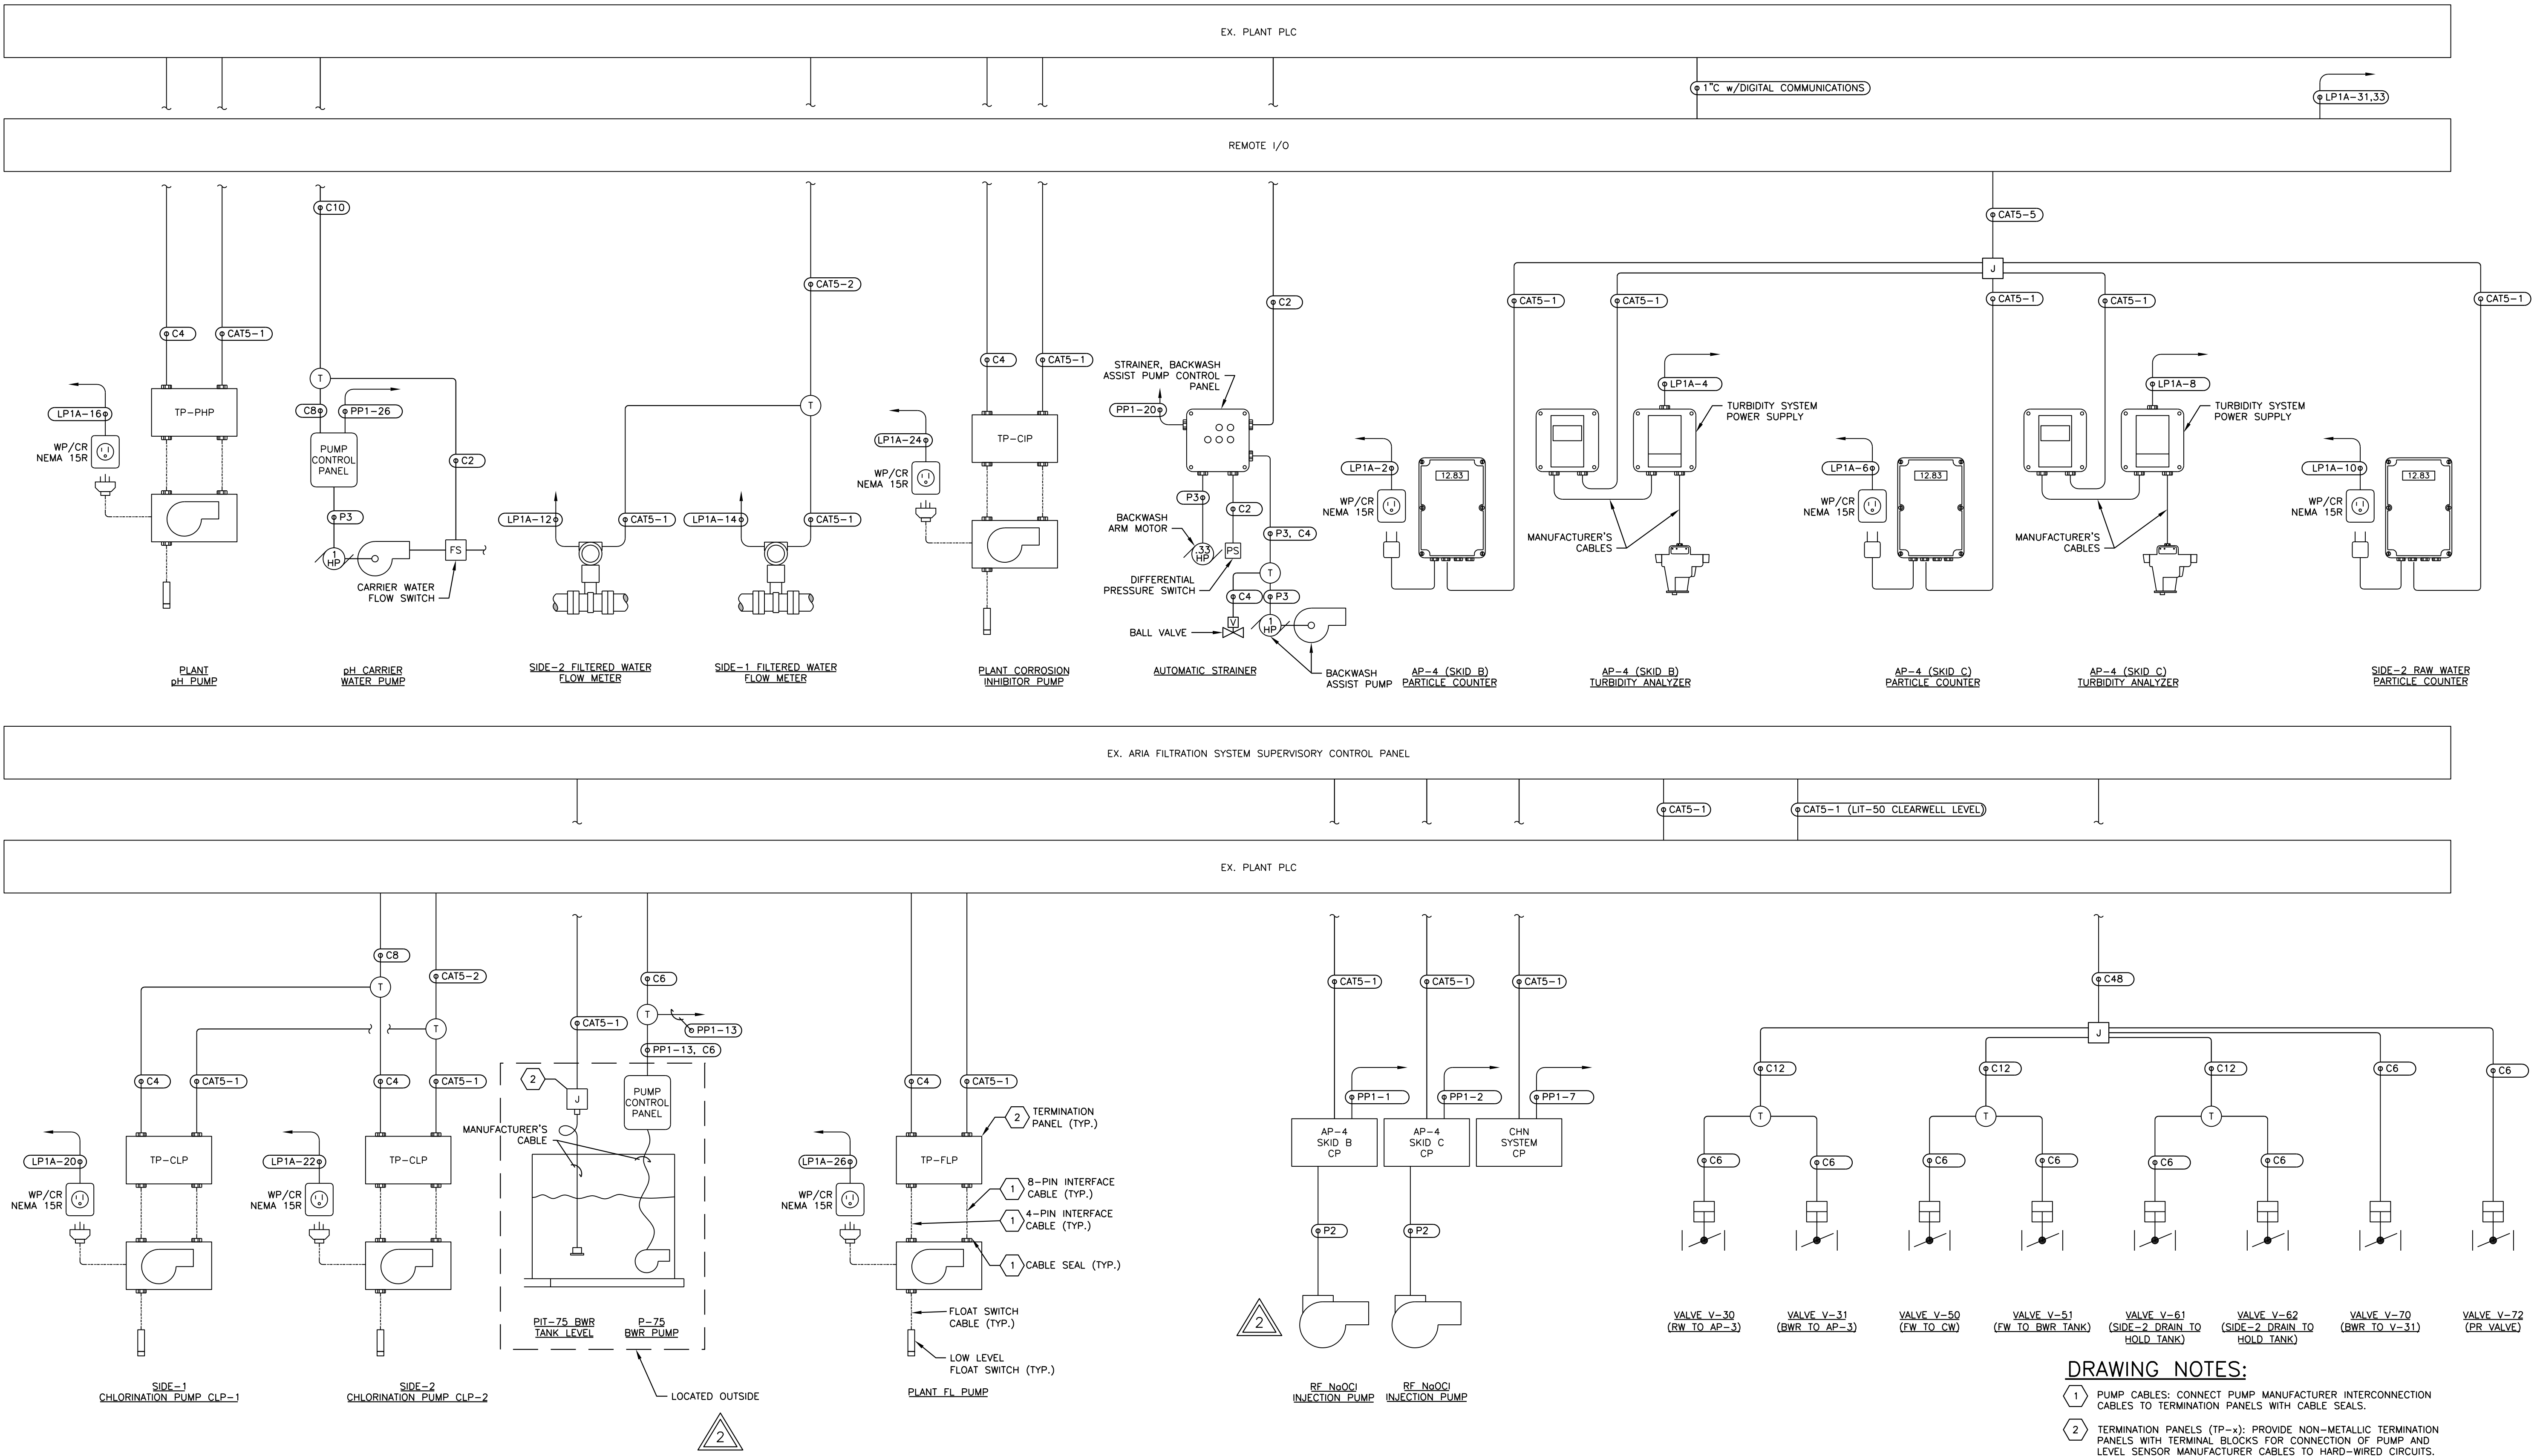 EX. PLANT PLC
1"C w/DIGITAL COMMUNICATIONS
LP1A-31,33
REMOTE I/O
C10
CAT5-5
J
CAT5-2
C2
CAT5-1
CAT5-1
CAT5-1
CAT5-1
CAT5-1
C4
CAT5-1
C4
CAT5-1
T
STRAINER, BACKWASH
ASSIST PUMP CONTROL
PANEL
LP1A-4
LP1A-8
LP1A-16
TP-PHP
C8
PP1-26
T
PP1-20
TURBIDITY SYSTEM
POWER SUPPLY
TURBIDITY SYSTEM
POWER SUPPLY
WP/CR
NEMA 15R
PUMP
CONTROL
PANEL
C2
LP1A-24
TP-CIP
WP/CR
NEMA 15R
LP1A-2
12.83
LP1A-6
12.83
LP1A-10
12.83
P3
C2
WP/CR
NEMA 15R
WP/CR
NEMA 15R
WP/CR
NEMA 15R
P3
LP1A-12
CAT5-1
LP1A-14
CAT5-1
BACKWASH
ARM MOTOR
P3, C4
MANUFACTURER'S
CABLES
MANUFACTURER'S
CABLES
1
HP
FS
.33
HP
PS
T
CARRIER WATER
FLOW SWITCH
DIFFERENTIAL
PRESSURE SWITCH
C4
P3
V
1
HP
BALL VALVE
BACKWASH
ASSIST PUMP
PLANT
pH PUMP
pH CARRIER
WATER PUMP
SIDE-2 FILTERED WATER
FLOW METER
SIDE-1 FILTERED WATER
FLOW METER
PLANT CORROSION
INHIBITOR PUMP
AUTOMATIC STRAINER
AP-4 (SKID B)
PARTICLE COUNTER
AP-4 (SKID B)
TURBIDITY ANALYZER
AP-4 (SKID C)
PARTICLE COUNTER
AP-4 (SKID C)
TURBIDITY ANALYZER
SIDE-2 RAW WATER
PARTICLE COUNTER
EX. ARIA FILTRATION SYSTEM SUPERVISORY CONTROL PANEL
CAT5-1
CAT5-1 (LIT-50 CLEARWELL LEVEL)
EX. PLANT PLC
C8
CAT5-2
C6
CAT5-1
CAT5-1
CAT5-1
C48
T
T
CAT5-1
T
PP1-13
PP1-13, C6
J
C12
C12
C12
C6
C6
C4
CAT5-1
C4
CAT5-1
2
J
PUMP
CONTROL
PANEL
C4
CAT5-1
PP1-1
PP1-2
PP1-7
2
TERMINATION
PANEL (TYP.)
T
T
T
MANUFACTURER'S
CABLE
AP-4
SKID B
CP
AP-4
SKID C
CP
CHN
SYSTEM
CP
LP1A-20
TP-CLP
LP1A-22
TP-CLP
LP1A-26
TP-FLP
C6
C6
C6
C6
C6
C6
WP/CR
NEMA 15R
WP/CR
NEMA 15R
WP/CR
NEMA 15R
1
8-PIN INTERFACE
CABLE (TYP.)
1
4-PIN INTERFACE
CABLE (TYP.)
P2
P2
1
CABLE SEAL (TYP.)
FLOAT SWITCH
CABLE (TYP.)
LOW LEVEL
FLOAT SWITCH (TYP.)
PIT-75 BWR
TANK LEVEL
P-75
BWR PUMP
2
VALVE V-30
(RW TO AP-3)
VALVE V-31
(BWR TO AP-3)
VALVE V-50
(FW TO CW)
VALVE V-51
(FW TO BWR TANK)
VALVE V-61
(SIDE-2 DRAIN TO
HOLD TANK)
VALVE V-62
(SIDE-2 DRAIN TO
HOLD TANK)
VALVE V-70
(BWR TO V-31)
VALVE V-72
(PR VALVE)
SIDE-1
CHLORINATION PUMP CLP-1
SIDE-2
CHLORINATION PUMP CLP-2
LOCATED OUTSIDE
2
PLANT FL PUMP
RF NaOCl
INJECTION PUMP
RF NaOCl
INJECTION PUMP
DRAWING NOTES:
1 PUMP CABLES: CONNECT PUMP MANUFACTURER INTERCONNECTION
CABLES TO TERMINATION PANELS WITH CABLE SEALS.
2 TERMINATION PANELS (TP-x): PROVIDE NON-METALLIC TERMINATION
PANELS WITH TERMINAL BLOCKS FOR CONNECTION OF PUMP AND
LEVEL SENSOR MANUFACTURER CABLES TO HARD-WIRED CIRCUITS.